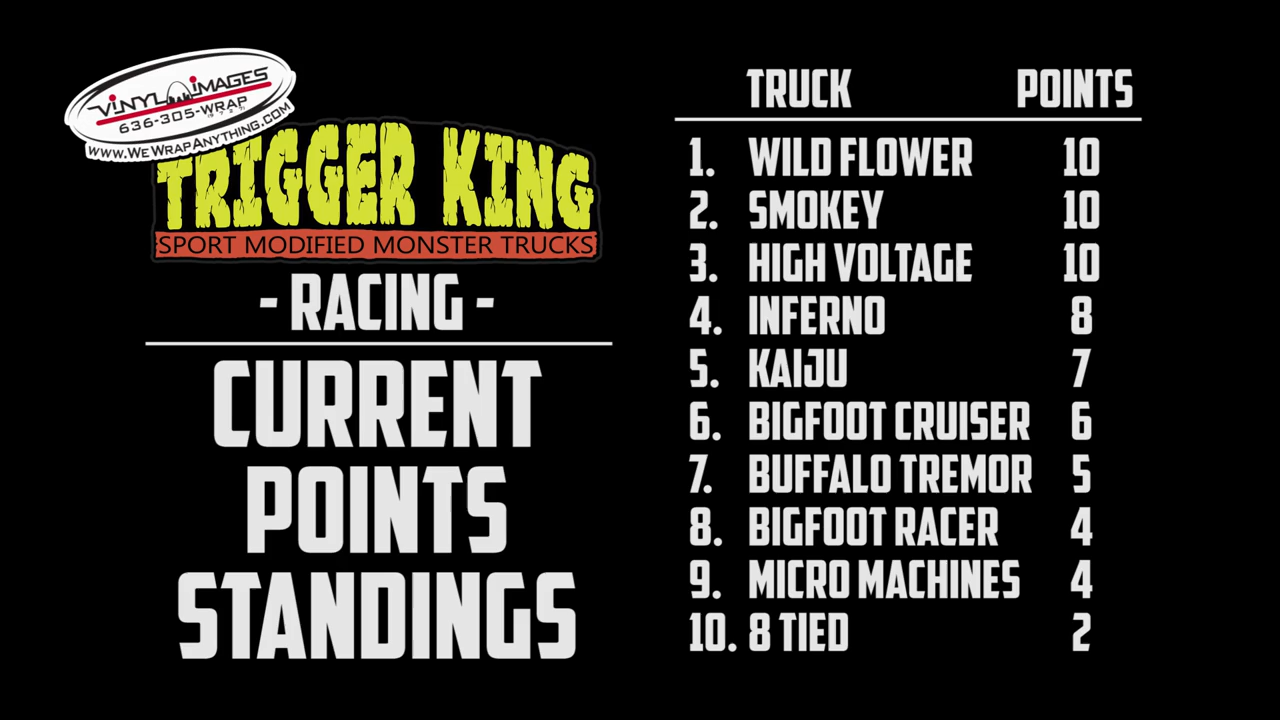 VINYL IMAGES
636-305-WRAP
www.WeWrapAnything.com
TRIGGER KING
SPORT MODIFIED MONSTER TRUCKS
- RACING -
CURRENT
POINTS
STANDINGS
TRUCK POINTS
1. WILD FLOWER 10
2. SMOKEY 10
3. HIGH VOLTAGE 10
4. INFERNO 8
5. KAIJU 7
6. BIGFOOT CRUISER 6
7. BUFFALO TREMOR 5
8. BIGFOOT RACER 4
9. MICRO MACHINES 4
10. 8 TIED 2